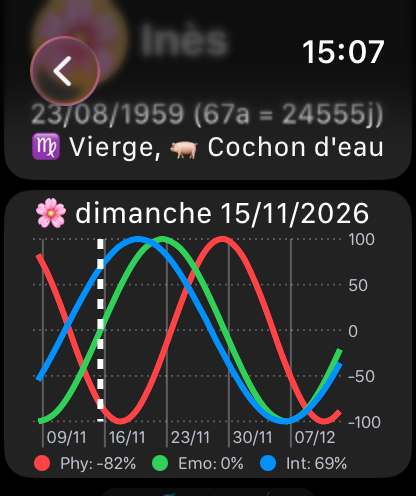 Inès
15:07
23/08/1959 (67a = 24555j)
♍ Vierge, 🐖 Cochon d'eau
🌸 dimanche 15/11/2026
100
50
0
-50
-100
09/11 16/11 23/11 30/11 07/12
Phy: -82% Emo: 0% Int: 69%